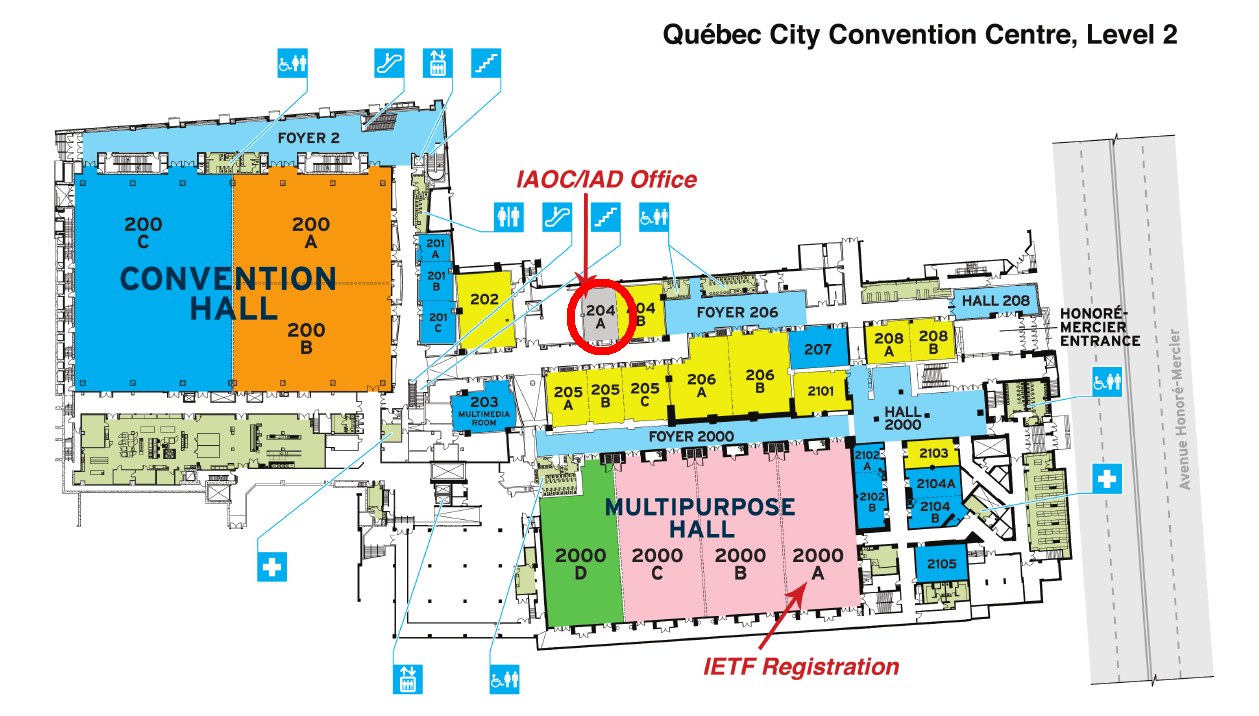 Québec City Convention Centre, Level 2
FOYER 2
IAOC/IAD Office
200
C
200
A
CONVENTION
HALL
200
B
201
A
201
B
201
C
202
204
A
204
B
FOYER 206
HALL 208
HONORÉ-
MERCIER
ENTRANCE
208
A
208
B
207
203
MULTIMEDIA
ROOM
205
A
205
B
205
C
206
A
206
B
2101
HALL
2000
FOYER 2000
Avenue Honoré-Mercier
2102
A
2102
B
2103
2104A
2104
B
2105
MULTIPURPOSE
HALL
2000
D
2000
C
2000
B
2000
A
IETF Registration